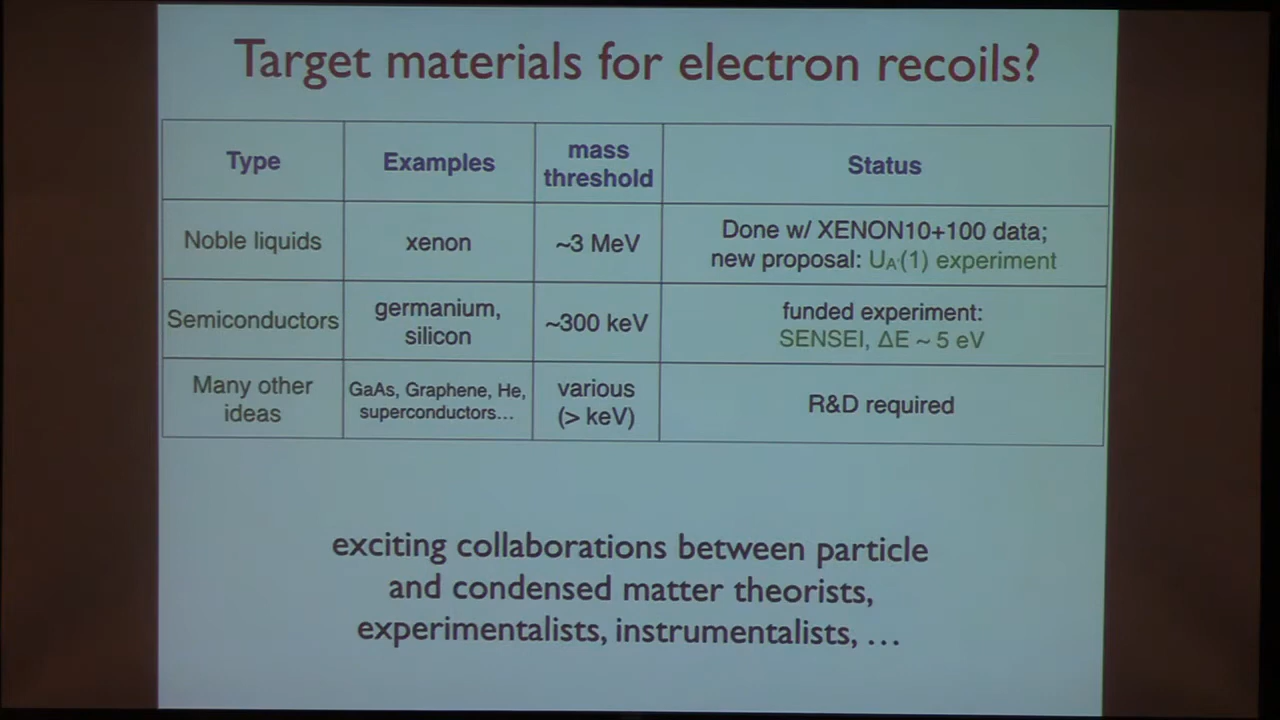 Target materials for electron recoils?
Type
Examples
mass
threshold
Status
Noble liquids
xenon
~3 MeV
Done w/ XENON10+100 data;
new proposal: UA'(1) experiment
Semiconductors
germanium,
silicon
~300 keV
funded experiment:
SENSEI, ΔE ~ 5 eV
Many other
ideas
GaAs, Graphene, He,
superconductors…
various
(> keV)
R&D required
exciting collaborations between particle
and condensed matter theorists,
experimentalists, instrumentalists, …